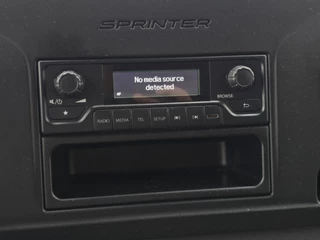 SPRINTER
No media source
detected
BROWSE
RADIO MEDIA TEL SETUP